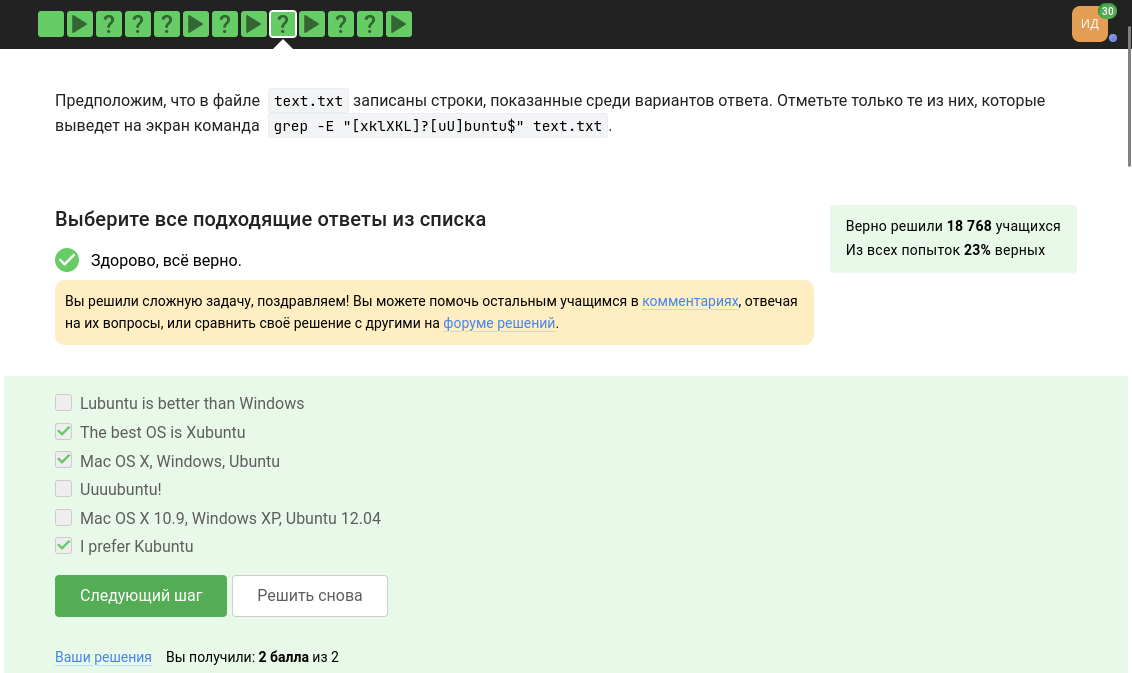 ? ? ? ? ? ? ?
ИД
30
Предположим, что в файле text.txt записаны строки, показанные среди вариантов ответа. Отметьте только те из них, которые
выведет на экран команда grep -E "[xklXKL]?[uU]buntu$" text.txt.
Выберите все подходящие ответы из списка
Верно решили 18 768 учащихся
Из всех попыток 23% верных
Здорово, всё верно.
Вы решили сложную задачу, поздравляем! Вы можете помочь остальным учащимся в комментариях, отвечая
на их вопросы, или сравнить своё решение с другими на форуме решений.
Lubuntu is better than Windows
The best OS is Xubuntu
Mac OS X, Windows, Ubuntu
Uuuubuntu!
Mac OS X 10.9, Windows XP, Ubuntu 12.04
I prefer Kubuntu
Следующий шаг
Решить снова
Ваши решения Вы получили: 2 балла из 2